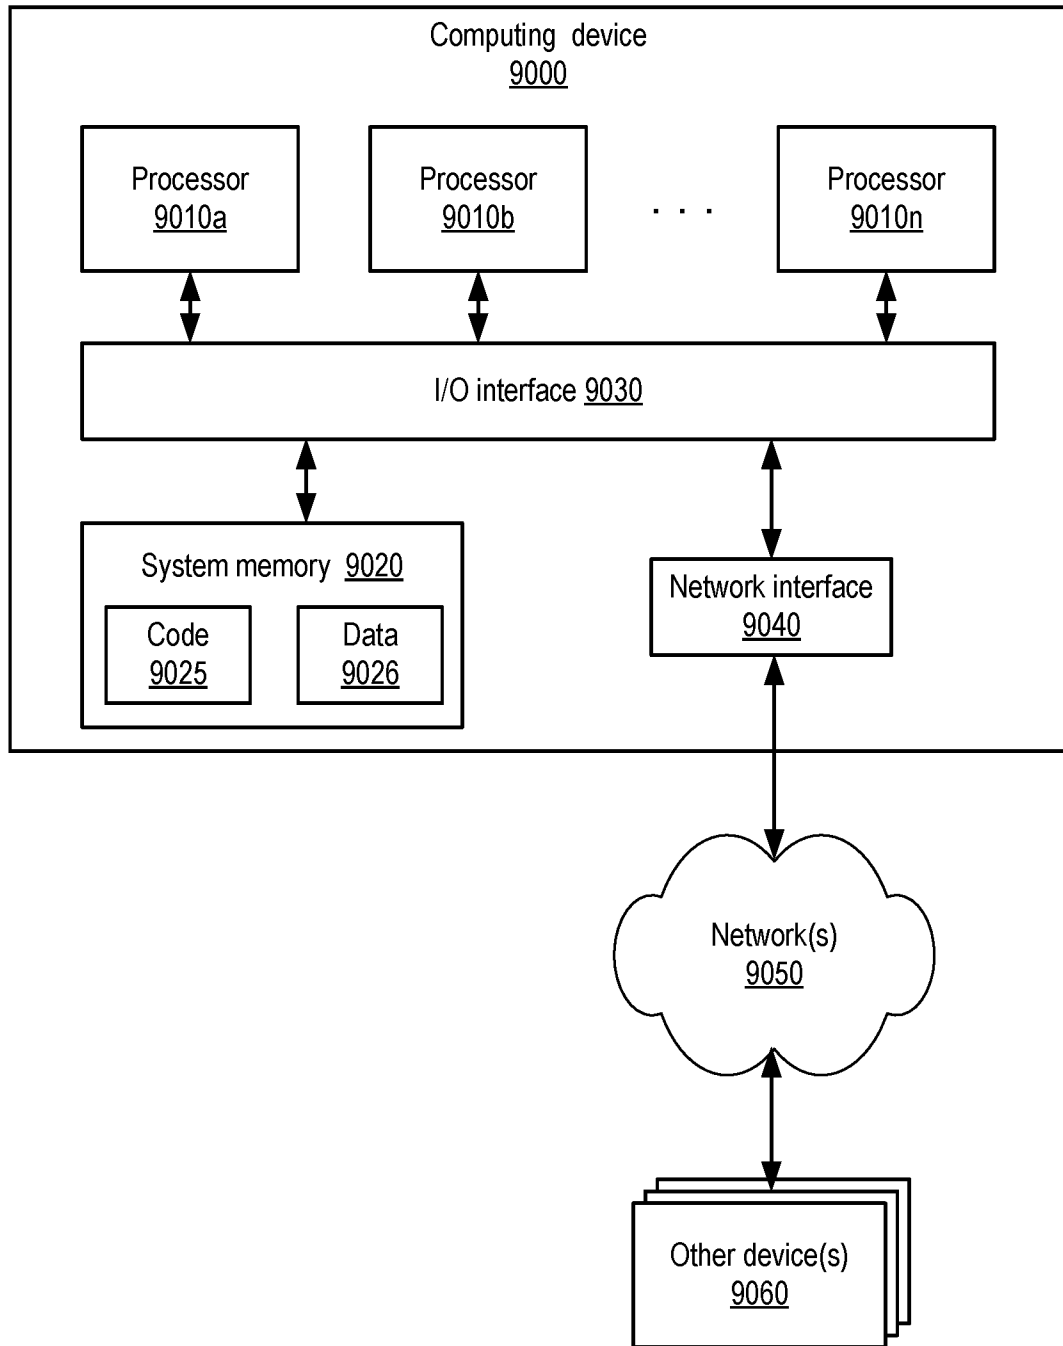 Computing device
9000
Processor
9010a
Processor
9010b
. . .
Processor
9010n
I/O interface 9030
System memory 9020
Code
9025
Data
9026
Network interface
9040
Network(s)
9050
Other device(s)
9060